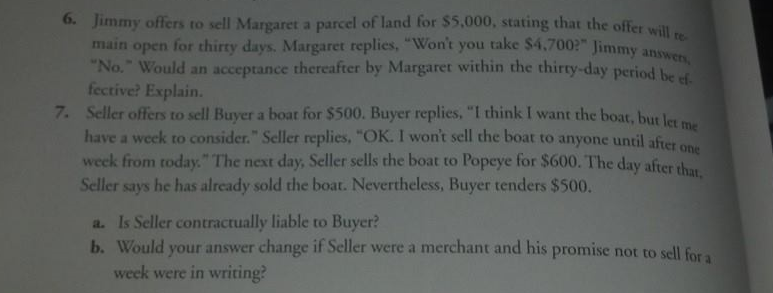 6. Jimmy offers to sell Margaret a parcel of land for $5,000, stating that the offer will re-
main open for thirty days. Margaret replies, "Won't you take $4,700?" Jimmy answers,
"No." Would an acceptance thereafter by Margaret within the thirty-day period be ef-
fective? Explain.
7. Seller offers to sell Buyer a boat for $500. Buyer replies, "I think I want the boat, but let me
have a week to consider." Seller replies, "OK. I won't sell the boat to anyone until after one
week from today." The next day, Seller sells the boat to Popeye for $600. The day after that,
Seller says he has already sold the boat. Nevertheless, Buyer tenders $500.
a. Is Seller contractually liable to Buyer?
b. Would your answer change if Seller were a merchant and his promise not to sell for a
week were in writing?